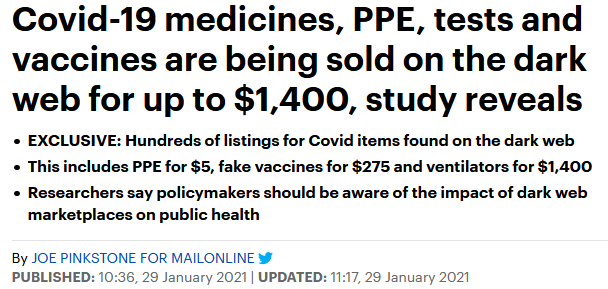 Covid-19 medicines, PPE, tests and
vaccines are being sold on the dark
web for up to $1,400, study reveals
• EXCLUSIVE: Hundreds of listings for Covid items found on the dark web
• This includes PPE for $5, fake vaccines for $275 and ventilators for $1,400
• Researchers say policymakers should be aware of the impact of dark web
marketplaces on public health
By JOE PINKSTONE FOR MAILONLINE
PUBLISHED: 10:36, 29 January 2021 | UPDATED: 11:17, 29 January 2021